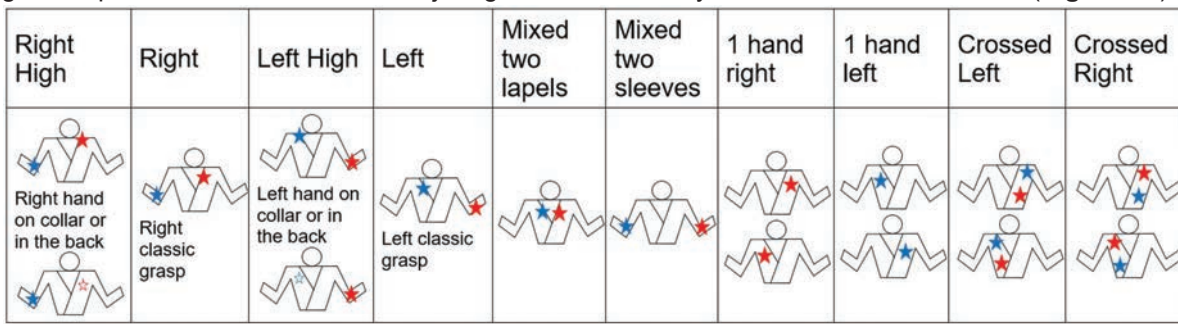 Right High
Right
Left High
Left
Mixed two lapels
Mixed two sleeves
1 hand right
1 hand left
Crossed Left
Crossed Right
Right hand on collar or in the back
Right classic grasp
Left hand on collar or in the back
Left classic grasp